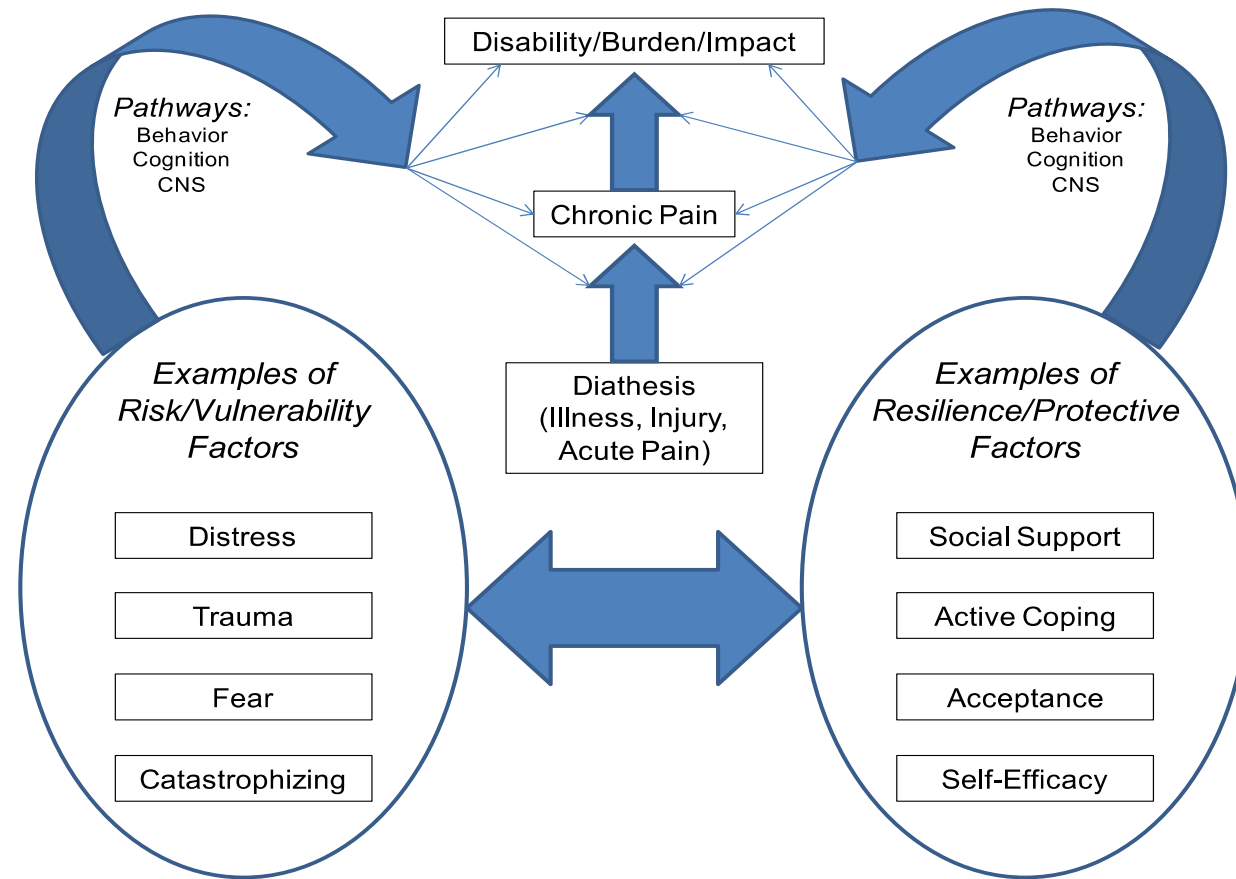 Disability/Burden/Impact
Pathways:
Behavior
Cognition
CNS
Pathways:
Behavior
Cognition
CNS
Chronic Pain
Diathesis
(Illness, Injury,
Acute Pain)
Examples of
Risk/Vulnerability
Factors
Distress
Trauma
Fear
Catastrophizing
Examples of
Resilience/Protective
Factors
Social Support
Active Coping
Acceptance
Self-Efficacy